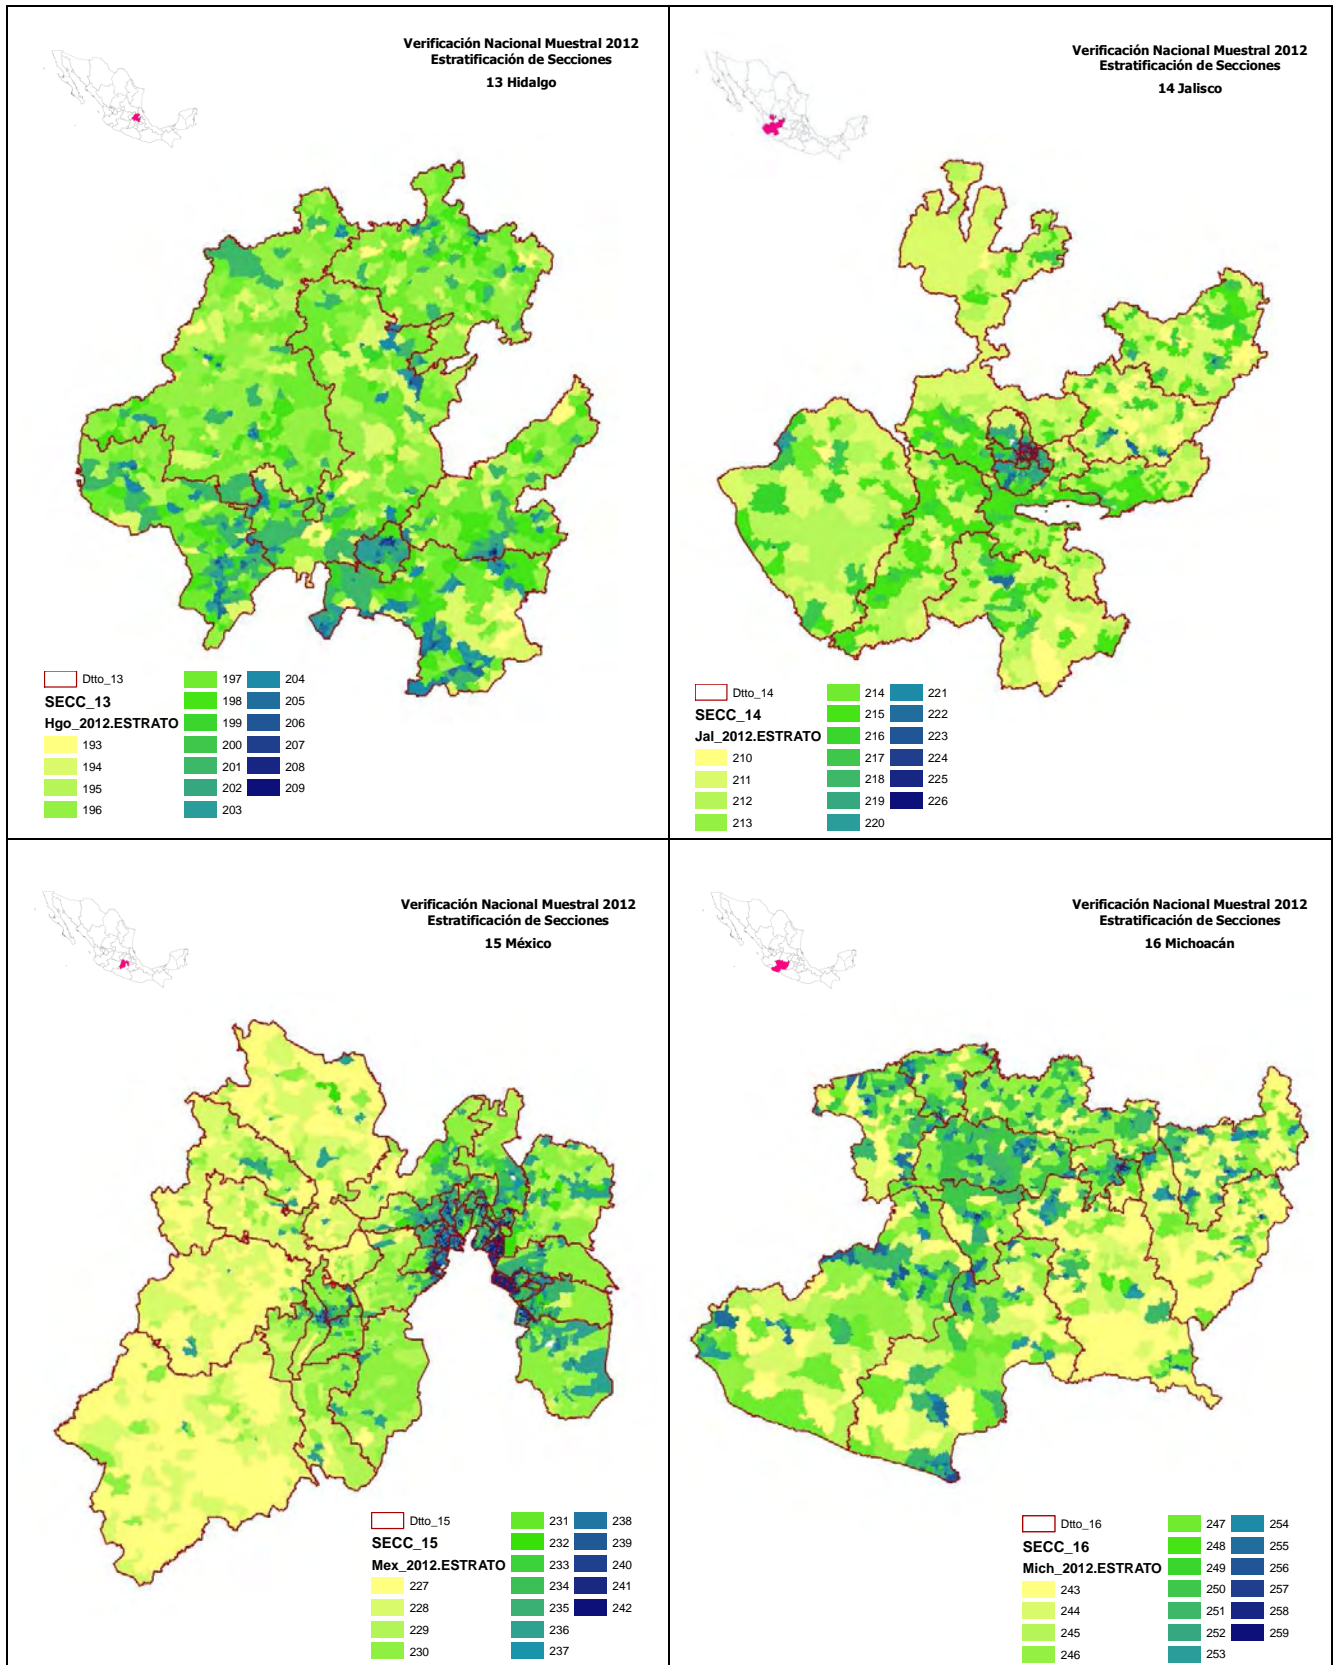 Verificación Nacional Muestral 2012
Estratificación de Secciones
13 Hidalgo
Dtto_13
SECC_13
Hgo_2012.ESTRATO
193
194
195
196
197
198
199
200
201
202
203
204
205
206
207
208
209
Verificación Nacional Muestral 2012
Estratificación de Secciones
14 Jalisco
Dtto_14
SECC_14
Jal_2012.ESTRATO
210
211
212
213
214
215
216
217
218
219
220
221
222
223
224
225
226
Verificación Nacional Muestral 2012
Estratificación de Secciones
15 México
Dtto_15
SECC_15
Mex_2012.ESTRATO
227
228
229
230
231
232
233
234
235
236
237
238
239
240
241
242
Verificación Nacional Muestral 2012
Estratificación de Secciones
16 Michoacán
Dtto_16
SECC_16
Mich_2012.ESTRATO
243
244
245
246
247
248
249
250
251
252
253
254
255
256
257
258
259